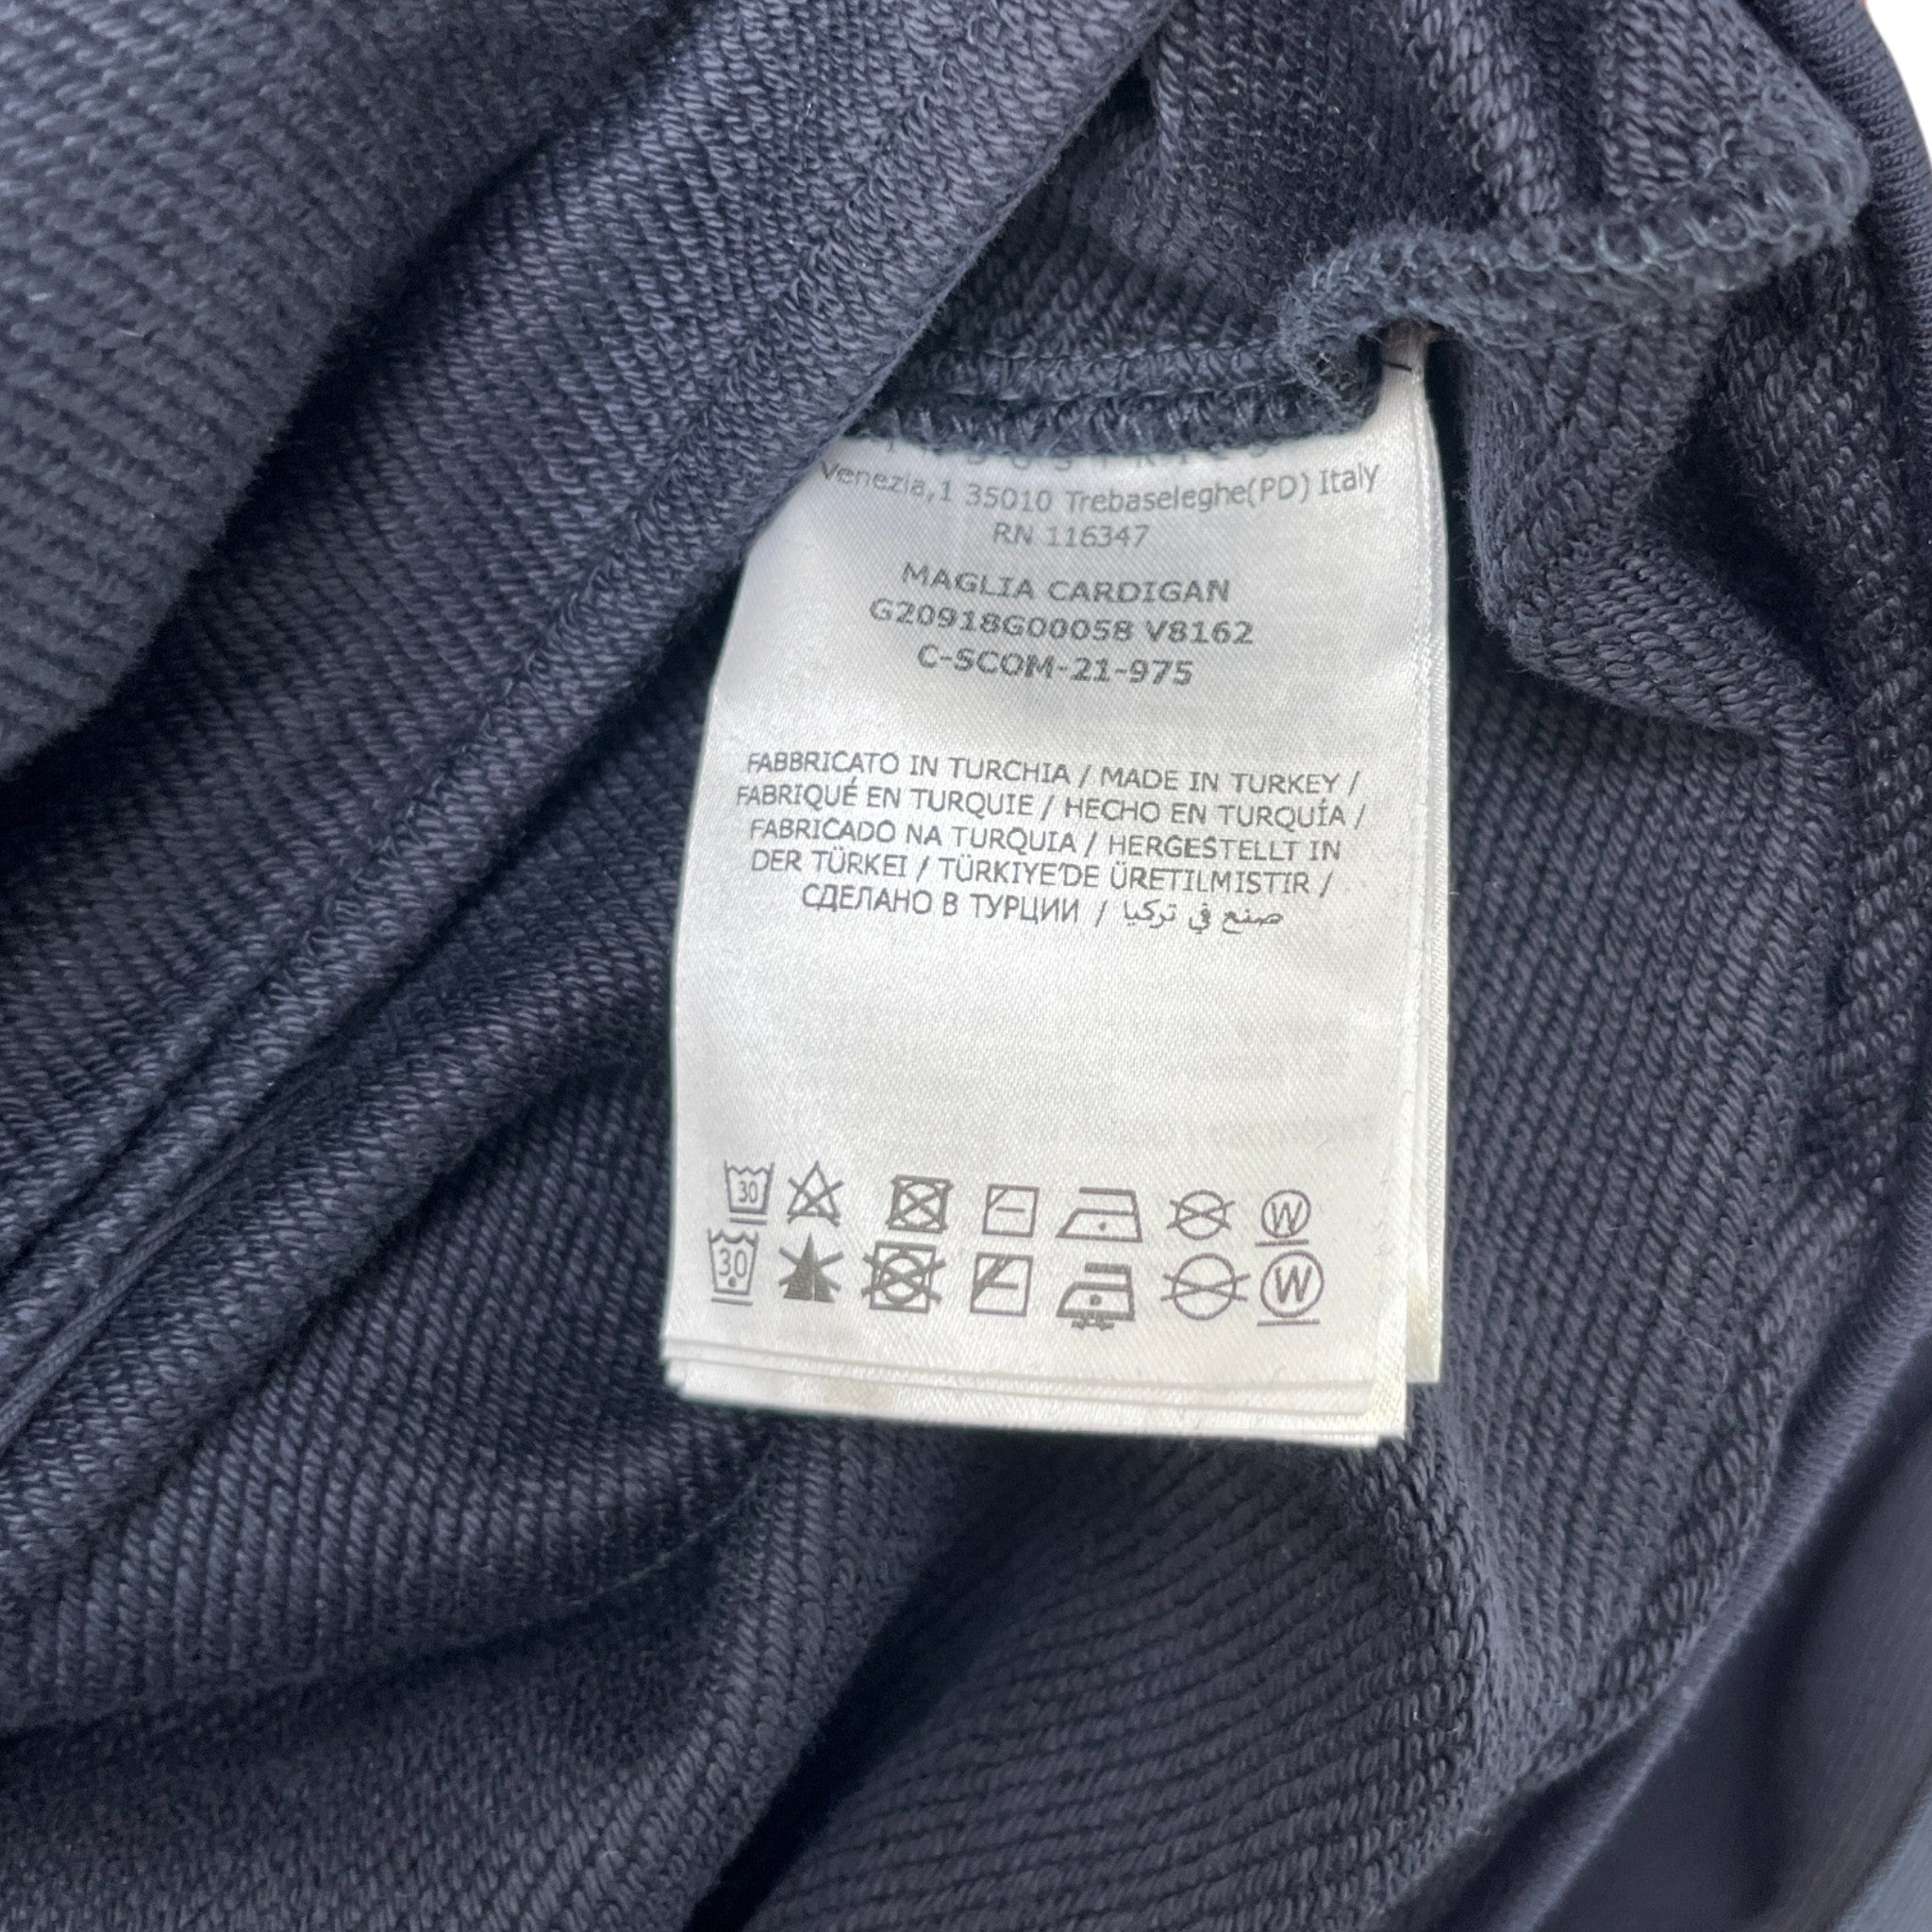 Venezia,1 35010 Trebaseleghe(PD) Italy
RN 116347
MAGLIA CARDIGAN
G20918G00058 V8162
C-SCOM-21-975
FABBRICATO IN TURCHIA / MADE IN TURKEY /
FABRIQUÉ EN TURQUIE / HECHO EN TURQUÍA /
FABRICADO NA TURQUIA / HERGESTELLT IN
DER TÜRKEI / TÜRKIYE'DE ÜRETILMISTIR /
СДЕЛАНО В ТУРЦИИ / صنع في تركيا
30 W
30 W